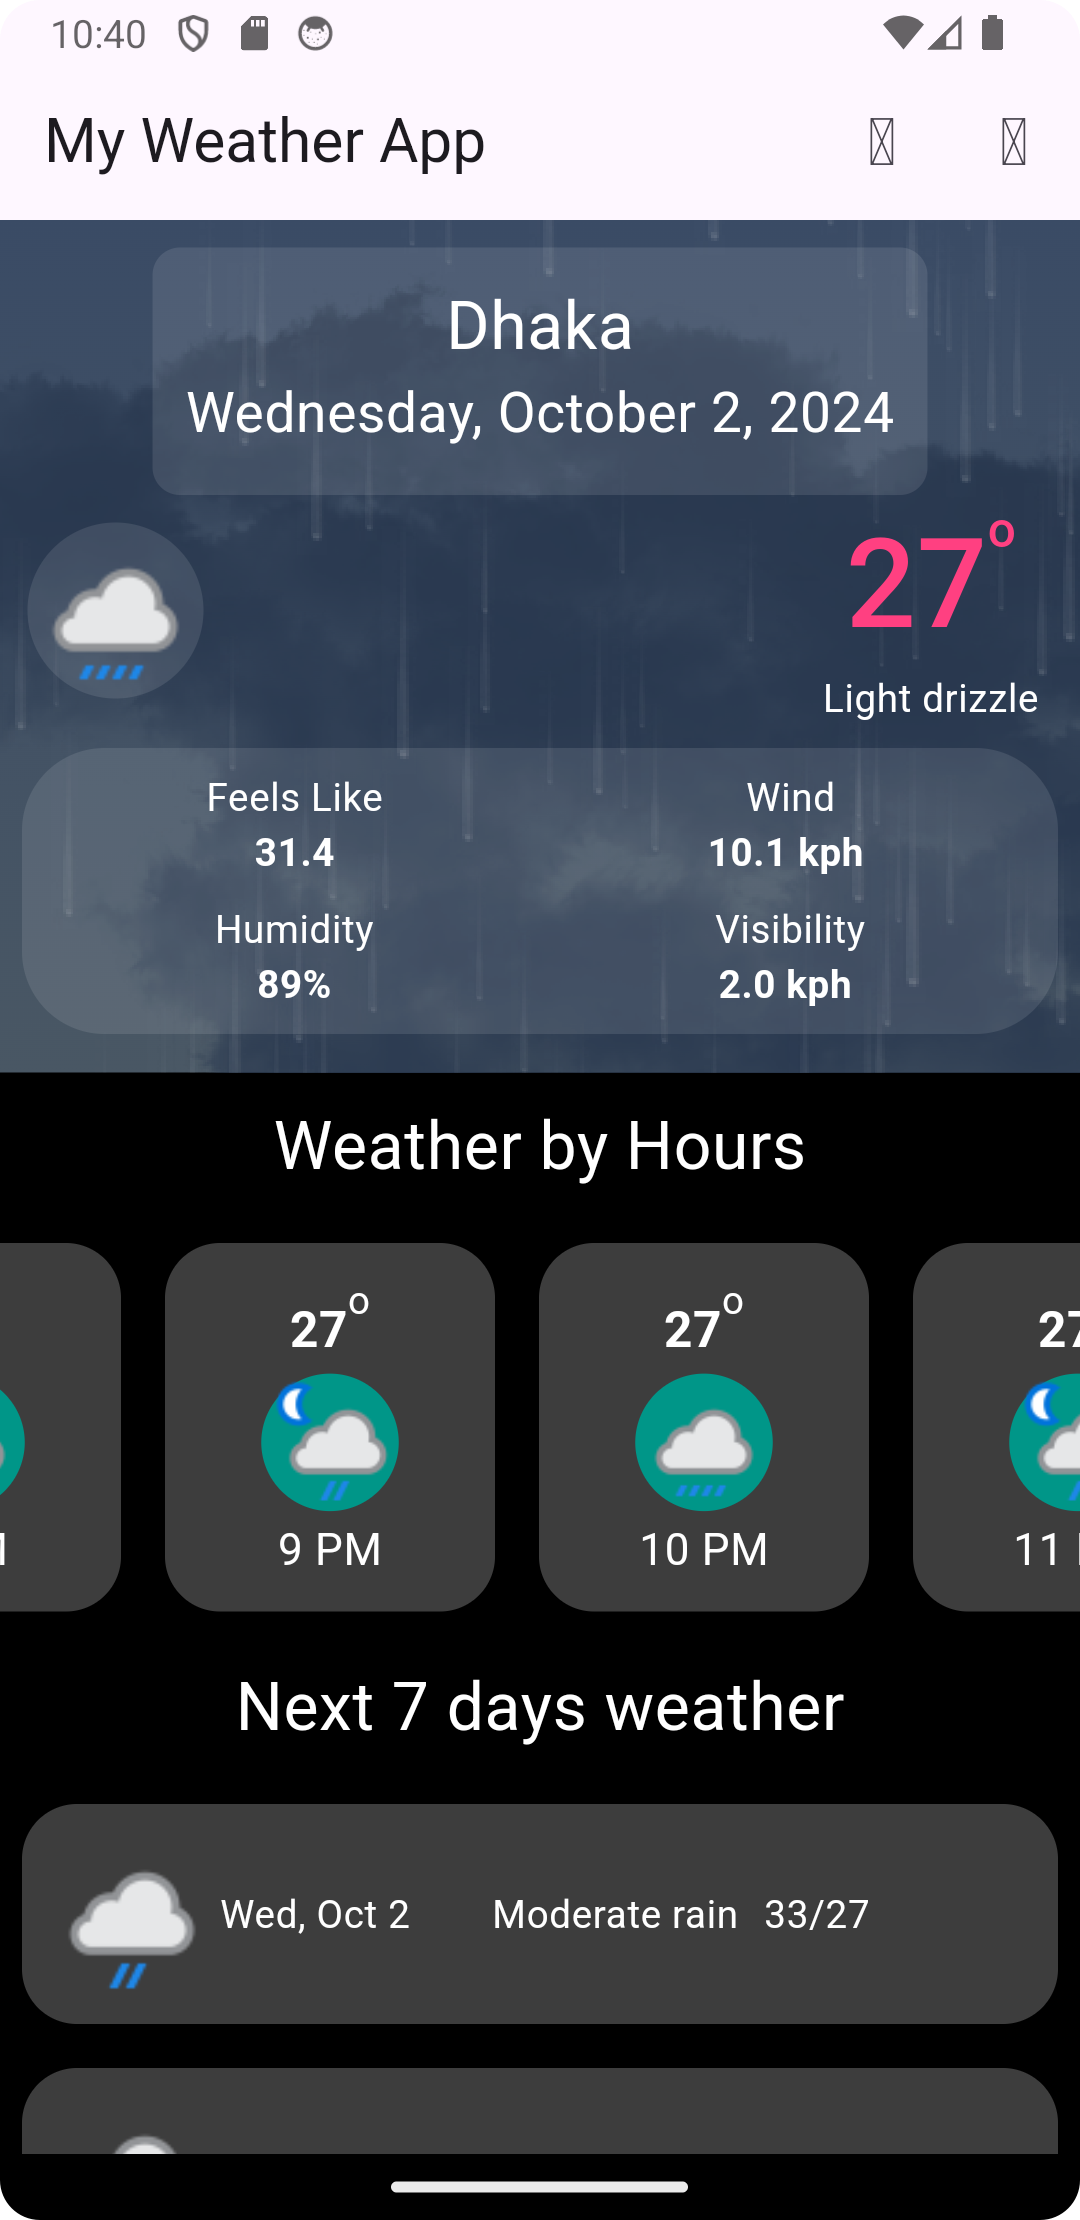 10:40
My Weather App
Dhaka
Wednesday, October 2, 2024
27°
Light drizzle
Feels Like
Wind
31.4
10.1 kph
Humidity
Visibility
89%
2.0 kph
Weather by Hours
27° 27° 27
9 PM 10 PM 11
Next 7 days weather
Wed, Oct 2 Moderate rain 33/27